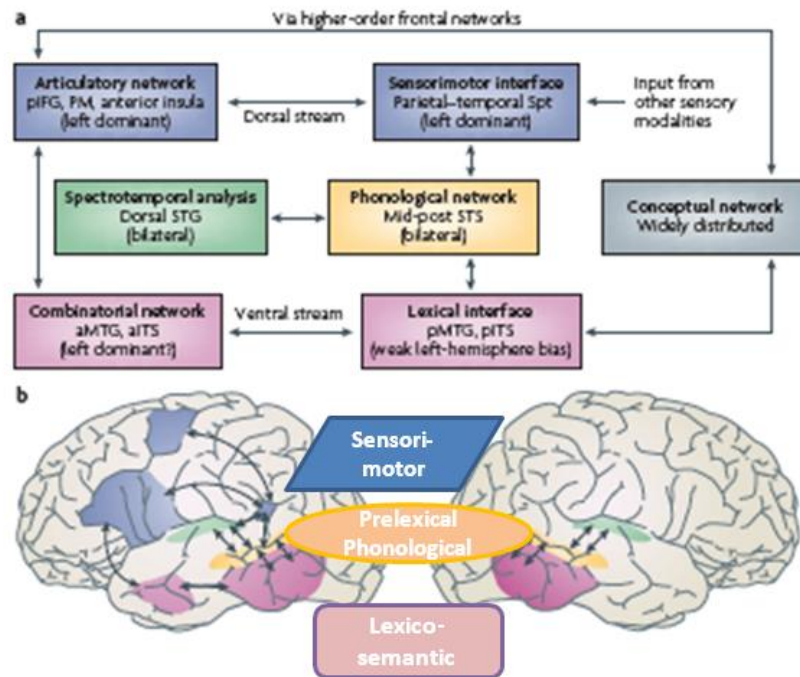 a
Via higher-order frontal networks
Articulatory network
pIFG, PM, anterior insula
(left dominant)
Dorsal stream
Sensorimotor interface
Parietal–temporal Spt
(left dominant)
Input from
other sensory
modalities
Spectrotemporal analysis
Dorsal STG
(bilateral)
Phonological network
Mid-post STS
(bilateral)
Conceptual network
Widely distributed
Combinatorial network
aMTG, aITS
(left dominant?)
Ventral stream
Lexical interface
pMTG, pITS
(weak left-hemisphere bias)
b
Sensori-
motor
Prelexical
Phonological
Lexico-
semantic